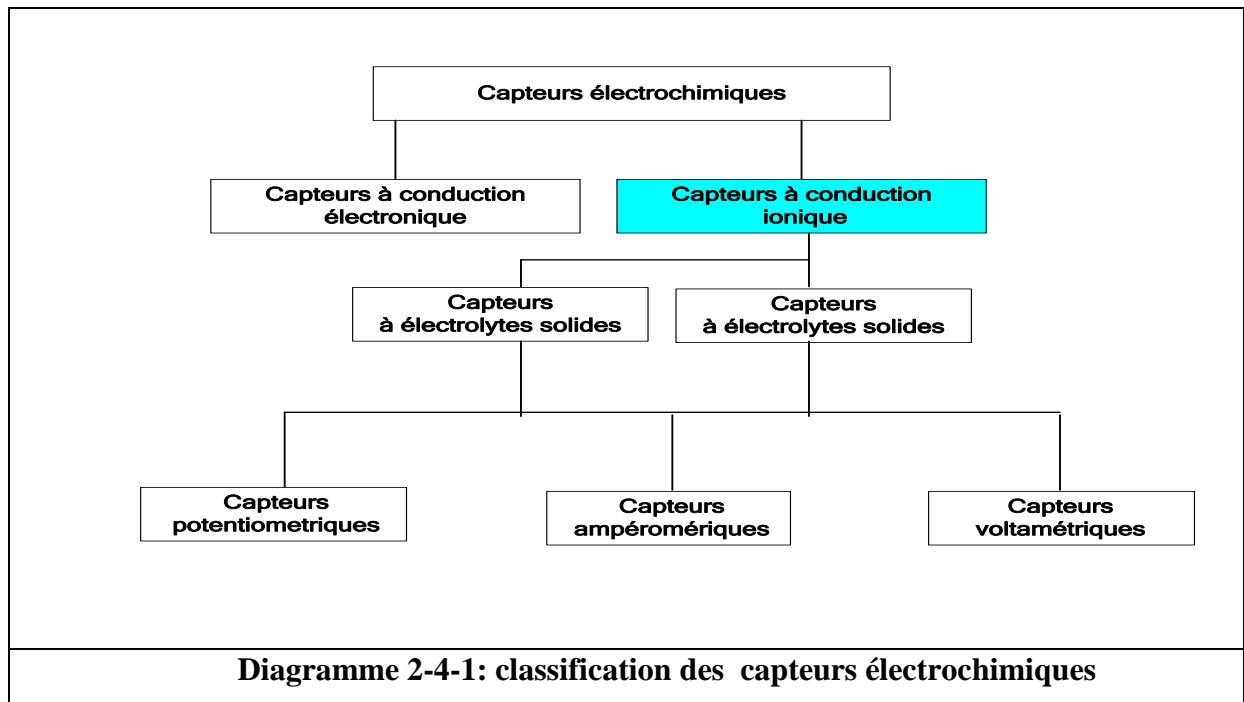 Capteurs électrochimiques
Capteurs à conduction
électronique
Capteurs à conduction
ionique
Capteurs
à électrolytes solides
Capteurs
à électrolytes solides
Capteurs
potentiometriques
Capteurs
ampéromériques
Capteurs
voltamétriques
Diagramme 2-4-1: classification des capteurs électrochimiques